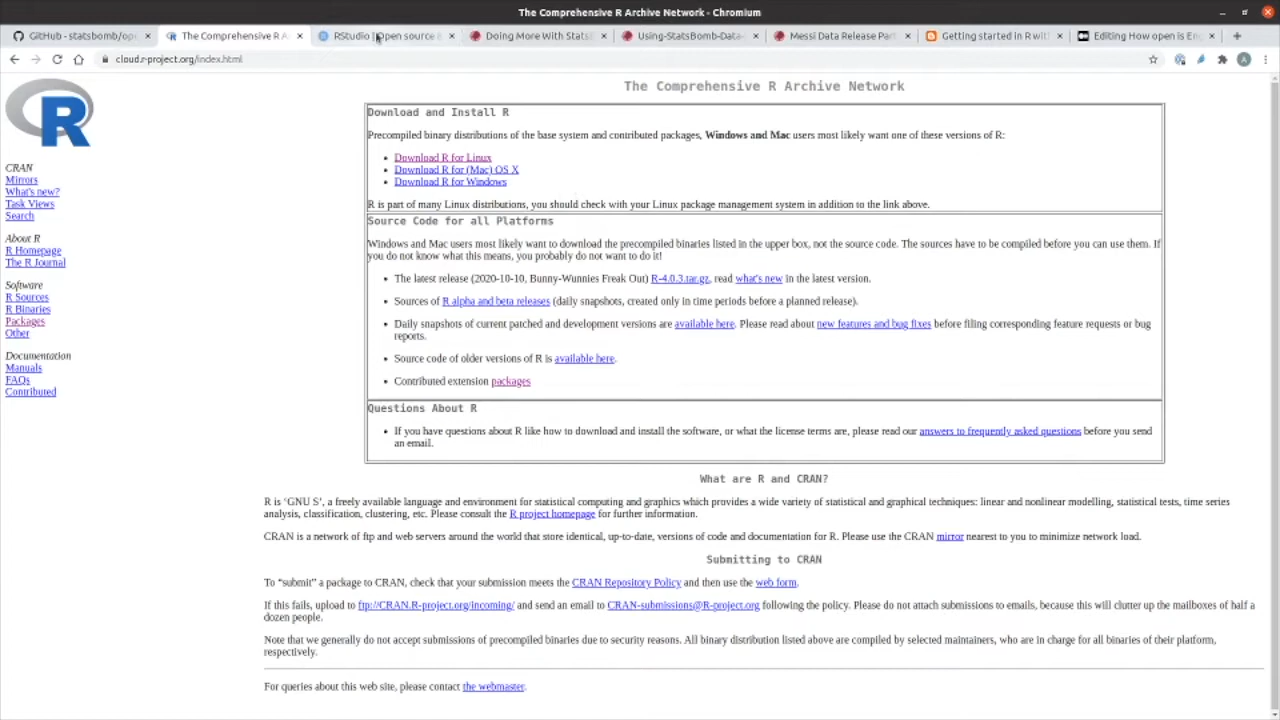 The Comprehensive R Archive Network - Chromium
GitHub - statsbomb/ope
The Comprehensive R A
RStudio | Open source &
Doing More With Stats
Using-StatsBomb-Data-
Messi Data Release Par
Getting started in R wit
Editing How open is En
cloud.r-project.org/index.html
The Comprehensive R Archive Network
R
CRAN
Mirrors
What's new?
Task Views
Search
About R
R Homepage
The R Journal
Software
R Sources
R Binaries
Packages
Other
Documentation
Manuals
FAQs
Contributed
Download and Install R
Precompiled binary distributions of the base system and contributed packages, Windows and Mac users most likely want one of these versions of R:
Download R for Linux
Download R for (Mac) OS X
Download R for Windows
R is part of many Linux distributions, you should check with your Linux package management system in addition to the link above.
Source Code for all Platforms
Windows and Mac users most likely want to download the precompiled binaries listed in the upper box, not the source code. The sources have to be compiled before you can use them. If
you do not know what this means, you probably do not want to do it!
The latest release (2020-10-10, Bunny-Wunnies Freak Out) R-4.0.3.tar.gz, read what's new in the latest version.
Sources of R alpha and beta releases (daily snapshots, created only in time periods before a planned release).
Daily snapshots of current patched and development versions are available here. Please read about new features and bug fixes before filing corresponding feature requests or bug
reports.
Source code of older versions of R is available here.
Contributed extension packages
Questions About R
If you have questions about R like how to download and install the software, or what the license terms are, please read our answers to frequently asked questions before you send
an email.
What are R and CRAN?
R is ‘GNU S’, a freely available language and environment for statistical computing and graphics which provides a wide variety of statistical and graphical techniques: linear and nonlinear modelling, statistical tests, time series
analysis, classification, clustering, etc. Please consult the R project homepage for further information.
CRAN is a network of ftp and web servers around the world that store identical, up-to-date, versions of code and documentation for R. Please use the CRAN mirror nearest to you to minimize network load.
Submitting to CRAN
To “submit” a package to CRAN, check that your submission meets the CRAN Repository Policy and then use the web form.
If this fails, upload to ftp://CRAN.R-project.org/incoming/ and send an email to CRAN-submissions@R-project.org following the policy. Please do not attach submissions to emails, because this will clutter up the mailboxes of half a
dozen people.
Note that we generally do not accept submissions of precompiled binaries due to security reasons. All binary distribution listed above are compiled by selected maintainers, who are in charge for all binaries of their platform,
respectively.
For queries about this web site, please contact the webmaster.